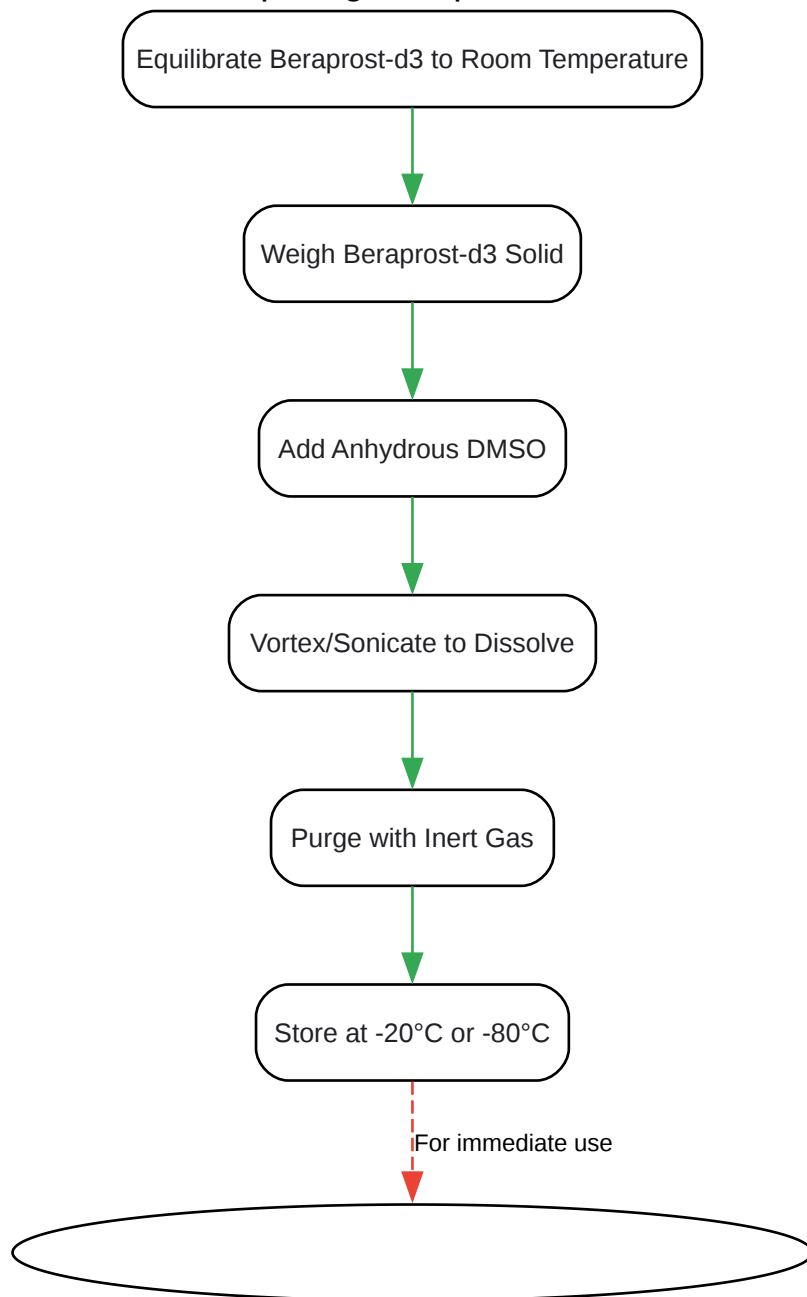 Equilibrate Beraprost-d3 to Room Temperature
Weigh Beraprost-d3 Solid
Add Anhydrous DMSO
Vortex/Sonicate to Dissolve
Purge with Inert Gas
Store at -20°C or -80°C
For immediate use